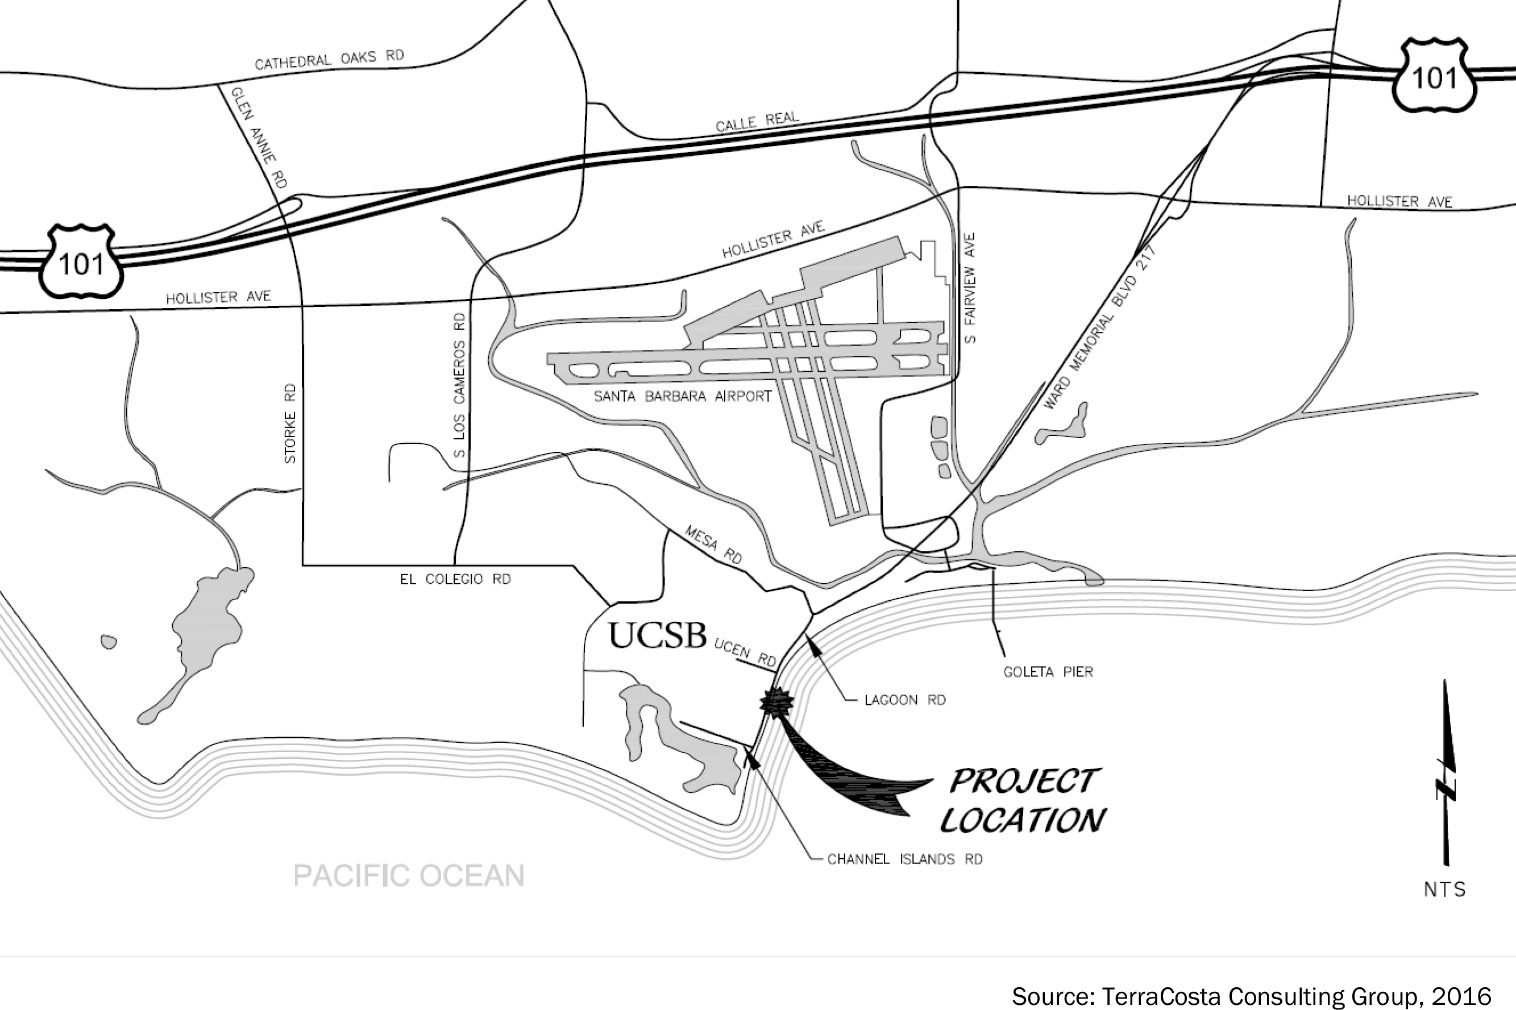 CATHEDRAL OAKS RD
101
GLEN ANNIE RD
CALLE REAL
HOLLISTER AVE
101
HOLLISTER AVE
S FAIRVIEW AVE
WARD MEMORIAL BLVD 217
HOLLISTER AVE
S LOS CAMEROS RD
STORKE RD
SANTA BARBARA AIRPORT
MESA RD
EL COLEGIO RD
UCSB
UCEN RD
GOLETA PIER
LAGOON RD
PROJECT
LOCATION
CHANNEL ISLANDS RD
PACIFIC OCEAN
N
NTS
Source: TerraCosta Consulting Group, 2016